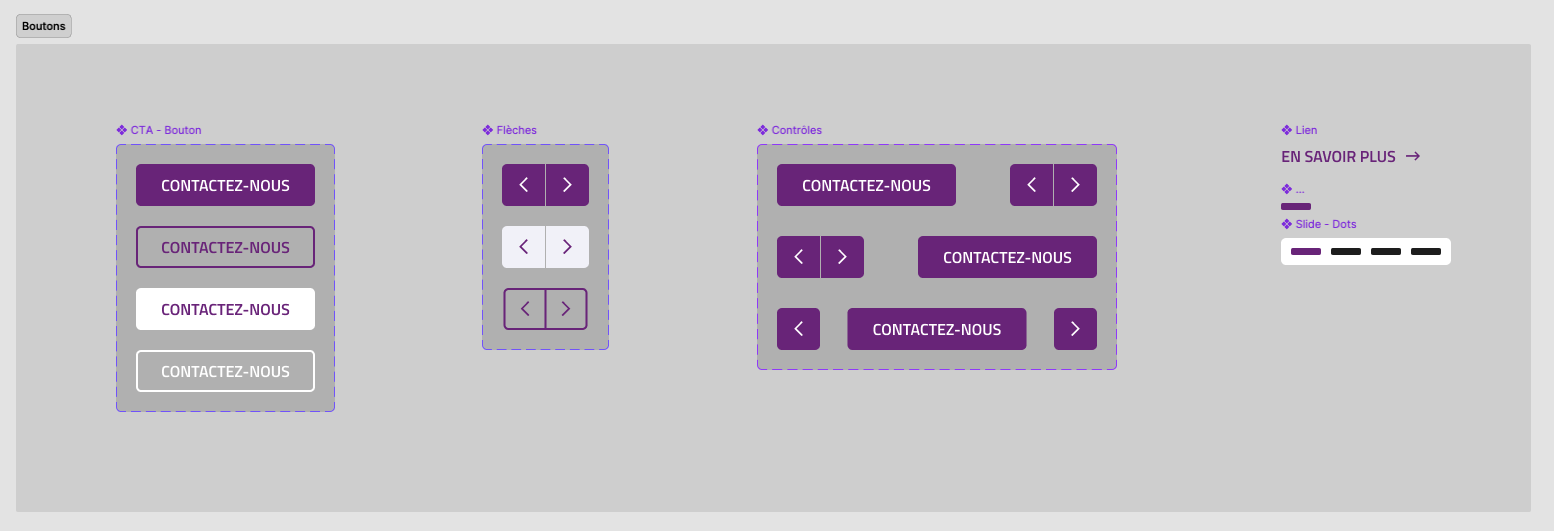 Boutons
CTA - Bouton
CONTACTEZ-NOUS
CONTACTEZ-NOUS
CONTACTEZ-NOUS
CONTACTEZ-NOUS
Flèches
Contrôles
CONTACTEZ-NOUS
CONTACTEZ-NOUS
CONTACTEZ-NOUS
Lien
EN SAVOIR PLUS
...
Slide - Dots